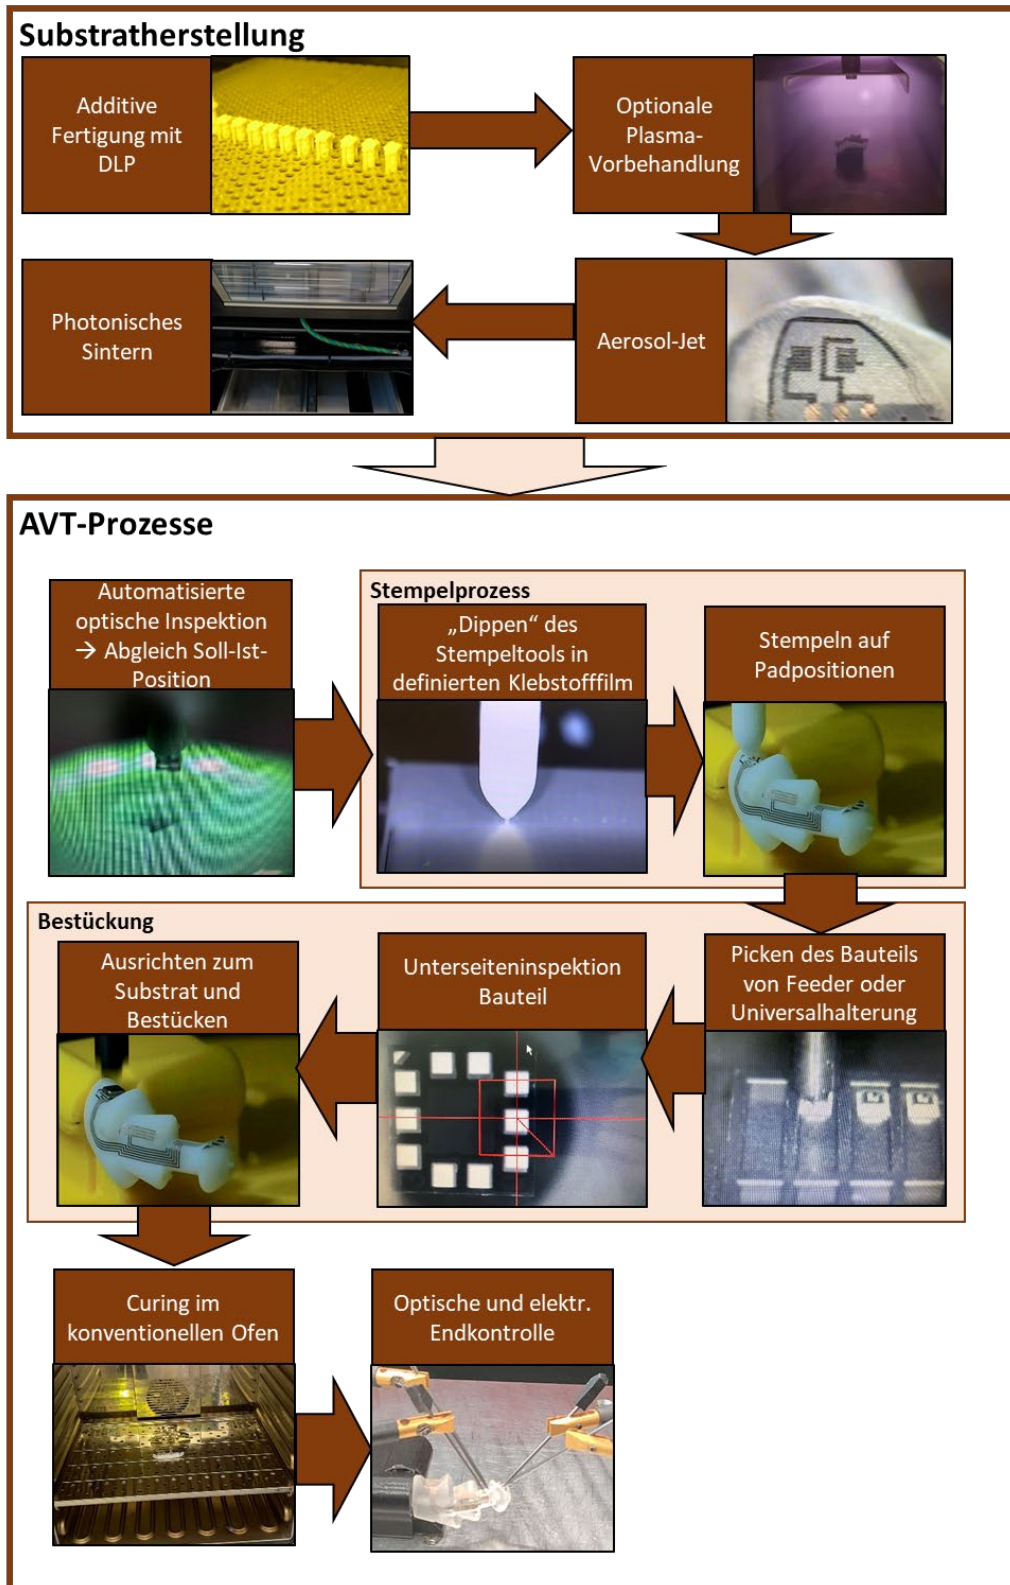 Substratherstellung
Additive
Fertigung mit
DLP
Optionale
Plasma-
Vorbehandlung
Photonisches
Sintern
Aerosol-Jet
AVT-Prozesse
Automatisierte
optische Inspektion
→ Abgleich Soll-Ist-
Position
Stempelprozess
„Dippen“ des
Stempeltools in
definierten Klebstofffilm
Stempeln auf
Padpositionen
Bestückung
Ausrichten zum
Substrat und
Bestücken
Unterseiteninspektion
Bauteil
Picken des Bauteils
von Feeder oder
Universalhalterung
Curing im
konventionellen Ofen
Optische und elektr.
Endkontrolle